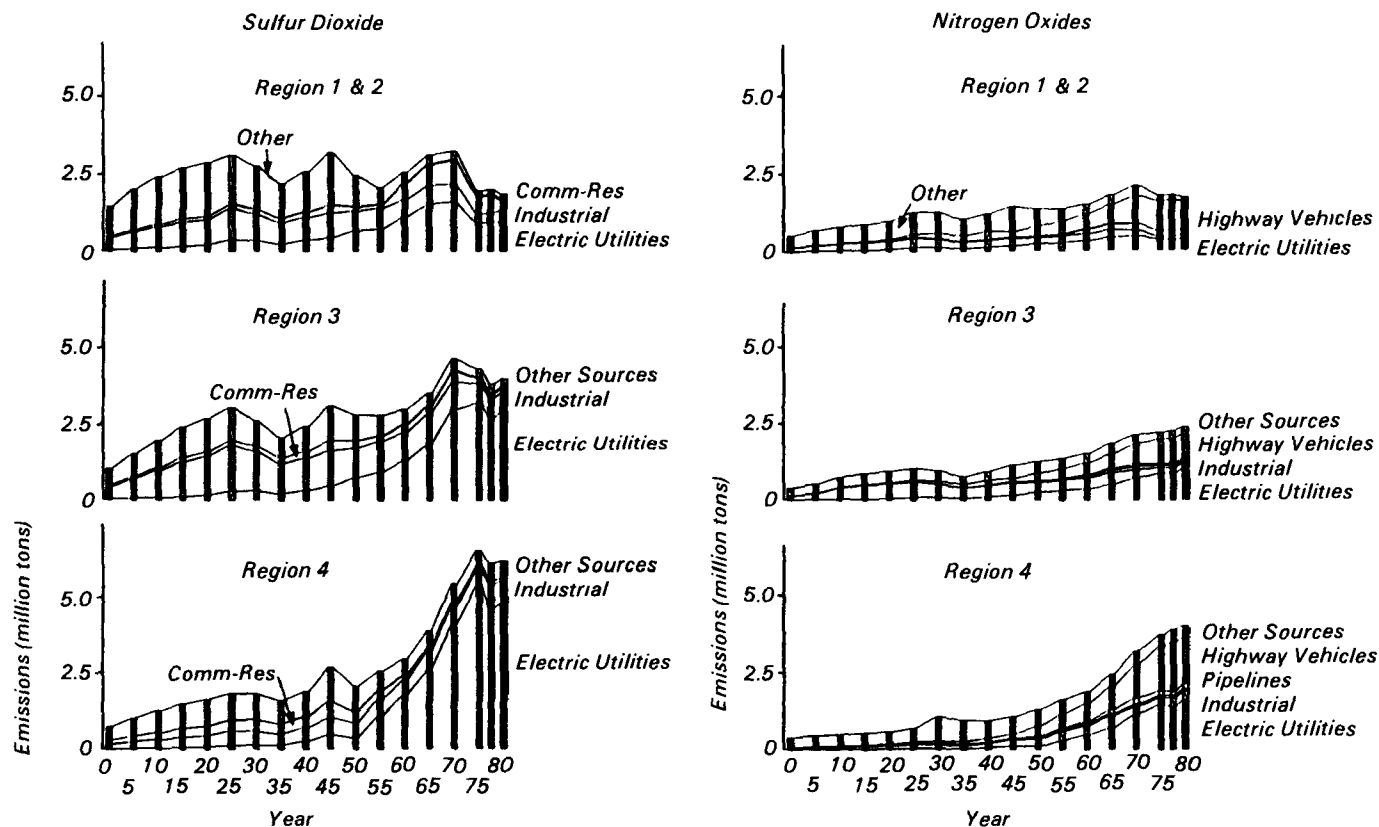 Sulfur Dioxide
Region 1 & 2
5.0
2.5
0
Other
Comm-Res
Industrial
Electric Utilities
Region 3
5.0
2.5
0
Comm-Res
Other Sources
Industrial
Electric Utilities
Emissions (million tons)
Region 4
5.0
2.5
0
Comm-Res
Other Sources
Industrial
Electric Utilities
0 10 20 30 40 50 60 70 80
5 15 25 35 45 55 65 75
Year
Nitrogen Oxides
Region 1 & 2
5.0
2.5
0
Other
Highway Vehicles
Electric Utilities
Region 3
5.0
2.5
0
Other Sources
Highway Vehicles
Industrial
Electric Utilities
Emissions (million tons)
Region 4
5.0
2.5
0
Other Sources
Highway Vehicles
Pipelines
Industrial
Electric Utilities
0 10 20 30 40 50 60 70 80
5 15 25 35 45 55 65 75
Year